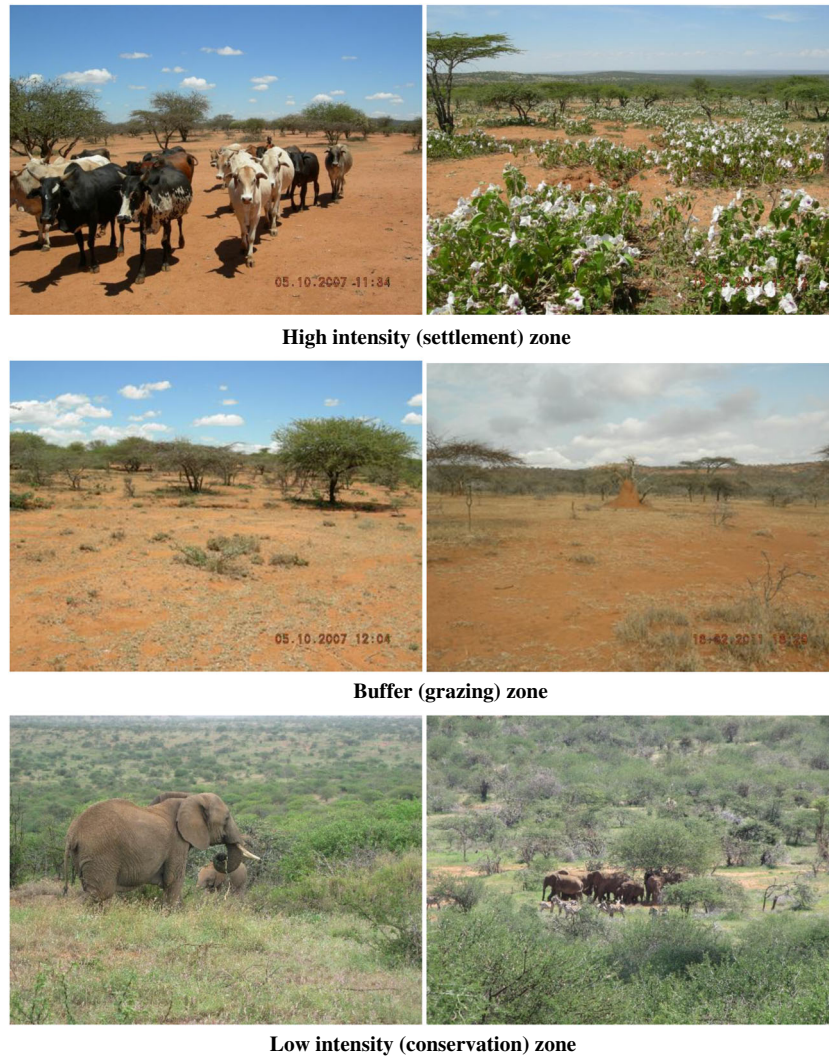 05.10.2007 11:34
High intensity (settlement) zone
05.10.2007 12:04
Buffer (grazing) zone
Low intensity (conservation) zone